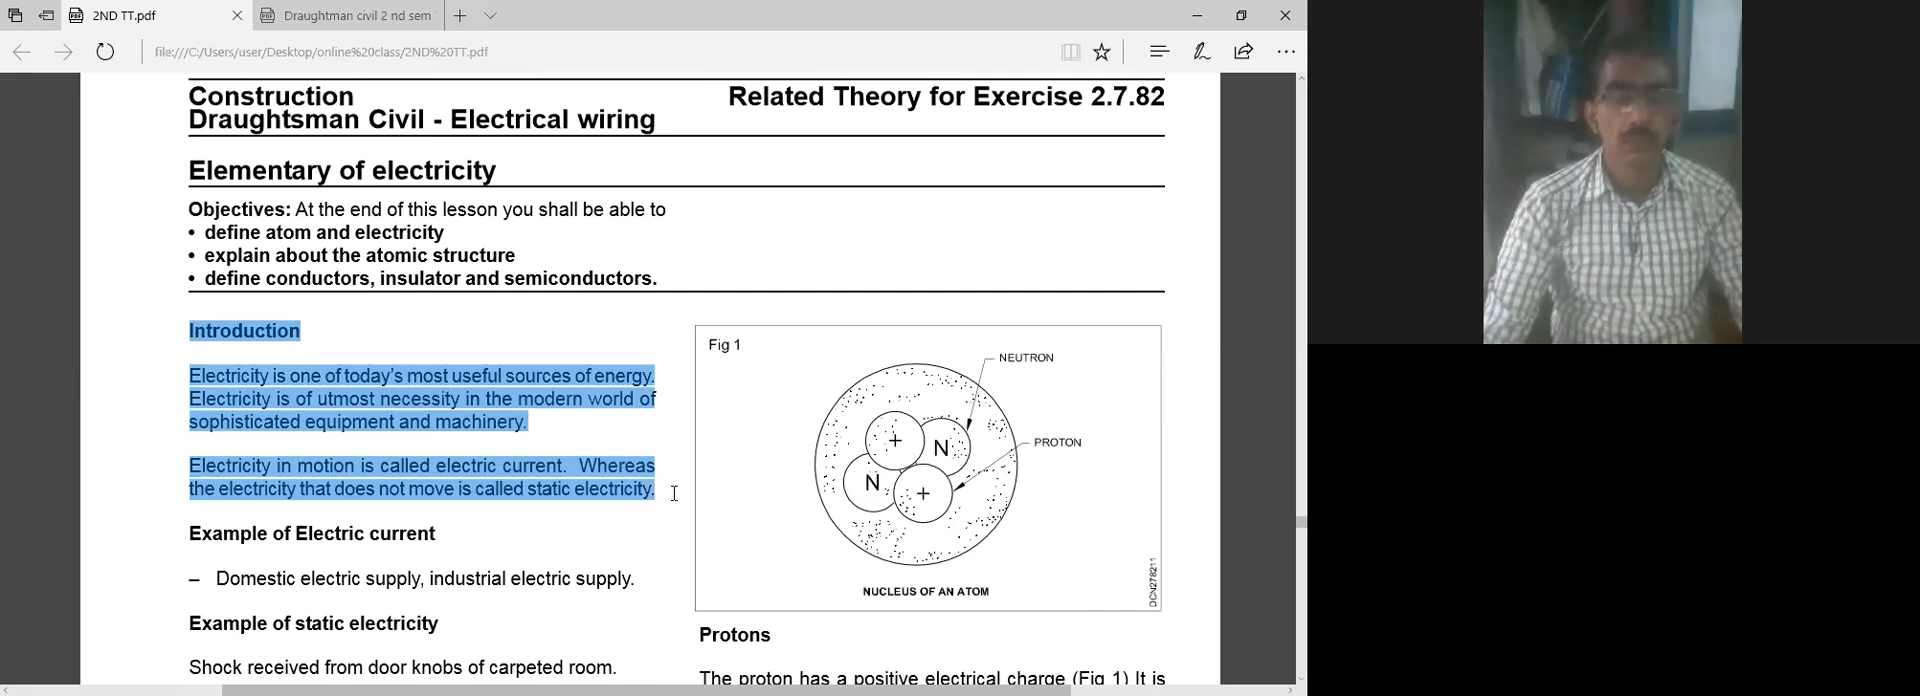 2ND TT.pdf
Draughtman civil 2 nd sem
file:///C:/Users/user/Desktop/online%20class/2ND%20TT.pdf
Construction
Related Theory for Exercise 2.7.82
Draughtsman Civil - Electrical wiring
Elementary of electricity
Objectives: At the end of this lesson you shall be able to
• define atom and electricity
• explain about the atomic structure
• define conductors, insulator and semiconductors.
Introduction
Electricity is one of today's most useful sources of energy.
Electricity is of utmost necessity in the modern world of
sophisticated equipment and machinery.
Electricity in motion is called electric current. Whereas
the electricity that does not move is called static electricity.
Example of Electric current
– Domestic electric supply, industrial electric supply.
Example of static electricity
Shock received from door knobs of carpeted room.
Fig 1
NEUTRON
PROTON
+
N
N
+
NUCLEUS OF AN ATOM
DCN278211
Protons
The proton has a positive electrical charge (Fig 1) It is